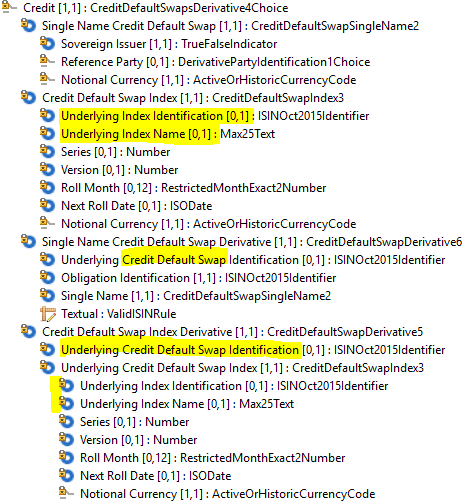 Credit [1,1] : CreditDefaultSwapsDerivative4Choice
Single Name Credit Default Swap [1,1] : CreditDefaultSwapSingleName2
Sovereign Issuer [1,1] : TrueFalseIndicator
Reference Party [0,1] : DerivativePartyIdentification1Choice
Notional Currency [1,1] : ActiveOrHistoricCurrencyCode
Credit Default Swap Index [1,1] : CreditDefaultSwapIndex3
Underlying Index Identification [0,1] : ISINOct2015Identifier
Underlying Index Name [0,1] : Max25Text
Series [0,1] : Number
Version [0,1] : Number
Roll Month [0,12] : RestrictedMonthExact2Number
Next Roll Date [0,1] : ISODate
Notional Currency [1,1] : ActiveOrHistoricCurrencyCode
Single Name Credit Default Swap Derivative [1,1] : CreditDefaultSwapDerivative6
Underlying Credit Default Swap Identification [0,1] : ISINOct2015Identifier
Obligation Identification [1,1] : ISINOct2015Identifier
Single Name [1,1] : CreditDefaultSwapSingleName2
Textual : ValidISINRule
Credit Default Swap Index Derivative [1,1] : CreditDefaultSwapDerivative5
Underlying Credit Default Swap Identification [0,1] : ISINOct2015Identifier
Underlying Credit Default Swap Index [1,1] : CreditDefaultSwapIndex3
Underlying Index Identification [0,1] : ISINOct2015Identifier
Underlying Index Name [0,1] : Max25Text
Series [0,1] : Number
Version [0,1] : Number
Roll Month [0,12] : RestrictedMonthExact2Number
Next Roll Date [0,1] : ISODate
Notional Currency [1,1] : ActiveOrHistoricCurrencyCode